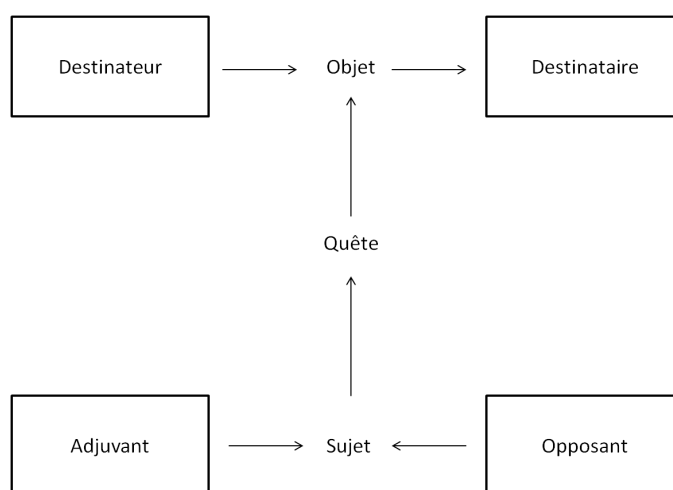 Destinateur
Objet
Destinataire
Quête
Adjuvant
Sujet
Opposant